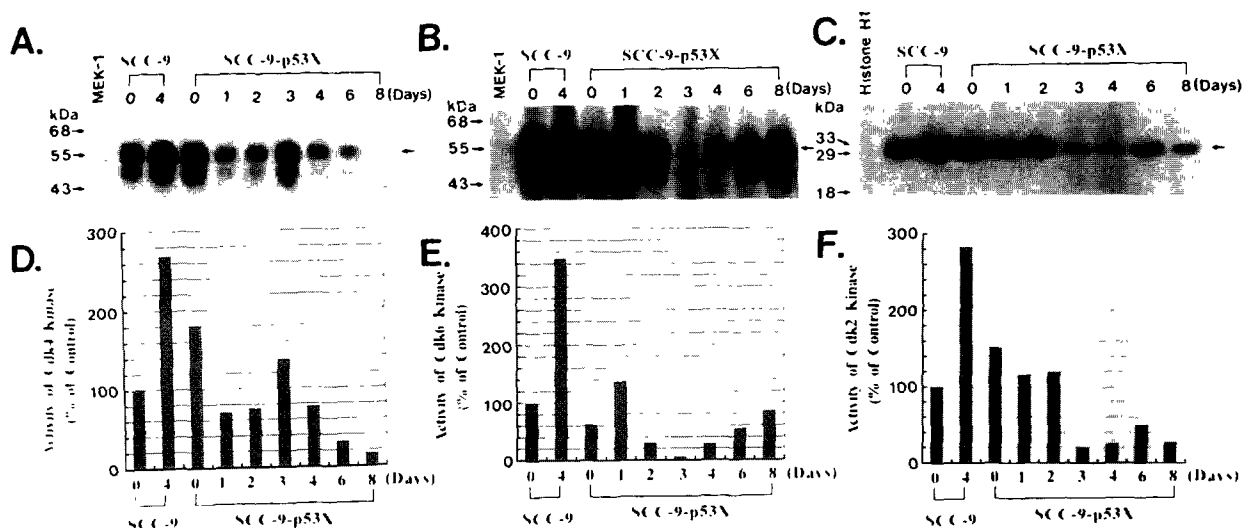 A.
MEK-1
SCC-9
SCC-9-p53X
0 4 0 1 2 3 4 6 8 (Days)
kDa
68→
55→
43→
B.
MEK-1
SCC-9
SCC-9-p53X
0 4 0 1 2 3 4 6 8 (Days)
kDa
68→
55→
43→
C.
Histone H1
SCC-9
SCC-9-p53X
0 4 0 1 2 3 4 6 8 (Days)
kDa
33
29→
18→
D.
Activity of Cdk4 Kinase
(% of Control)
300
200
100
0
0 4 0 1 2 3 4 6 8 (Days)
SCC-9
SCC-9-p53X
E.
Activity of Cdk6 Kinase
(% of Control)
400
300
200
100
0
0 4 0 1 2 3 4 6 8 (Days)
SCC-9
SCC-9-p53X
F.
Activity of Cdk2 Kinase
(% of Control)
300
200
100
0
0 4 0 1 2 3 4 6 8 (Days)
SCC-9
SCC-9-p53X